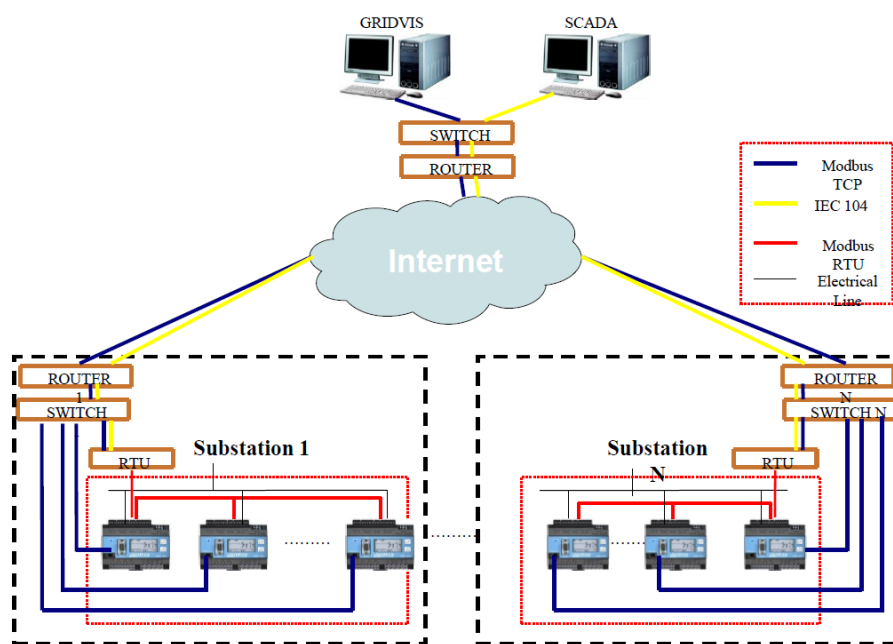 GRIDVIS
SCADA
SWITCH
ROUTER
Internet
Modbus
TCP
IEC 104
Modbus
RTU
Electrical
Line
ROUTER
1
SWITCH
RTU
Substation 1
ROUTER
N
SWITCH N
RTU
Substation
N